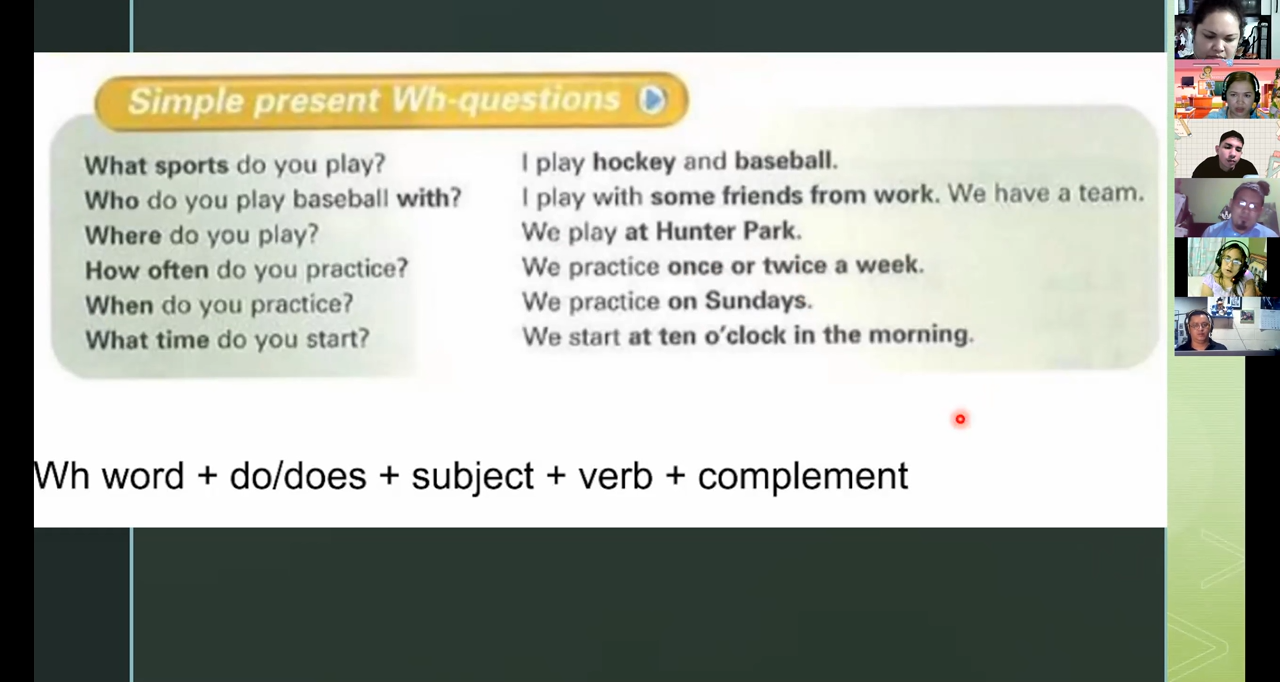 Simple present Wh-questions
What sports do you play? I play hockey and baseball.
Who do you play baseball with? I play with some friends from work. We have a team.
Where do you play? We play at Hunter Park.
How often do you practice? We practice once or twice a week.
When do you practice? We practice on Sundays.
What time do you start? We start at ten o'clock in the morning.
Wh word + do/does + subject + verb + complement